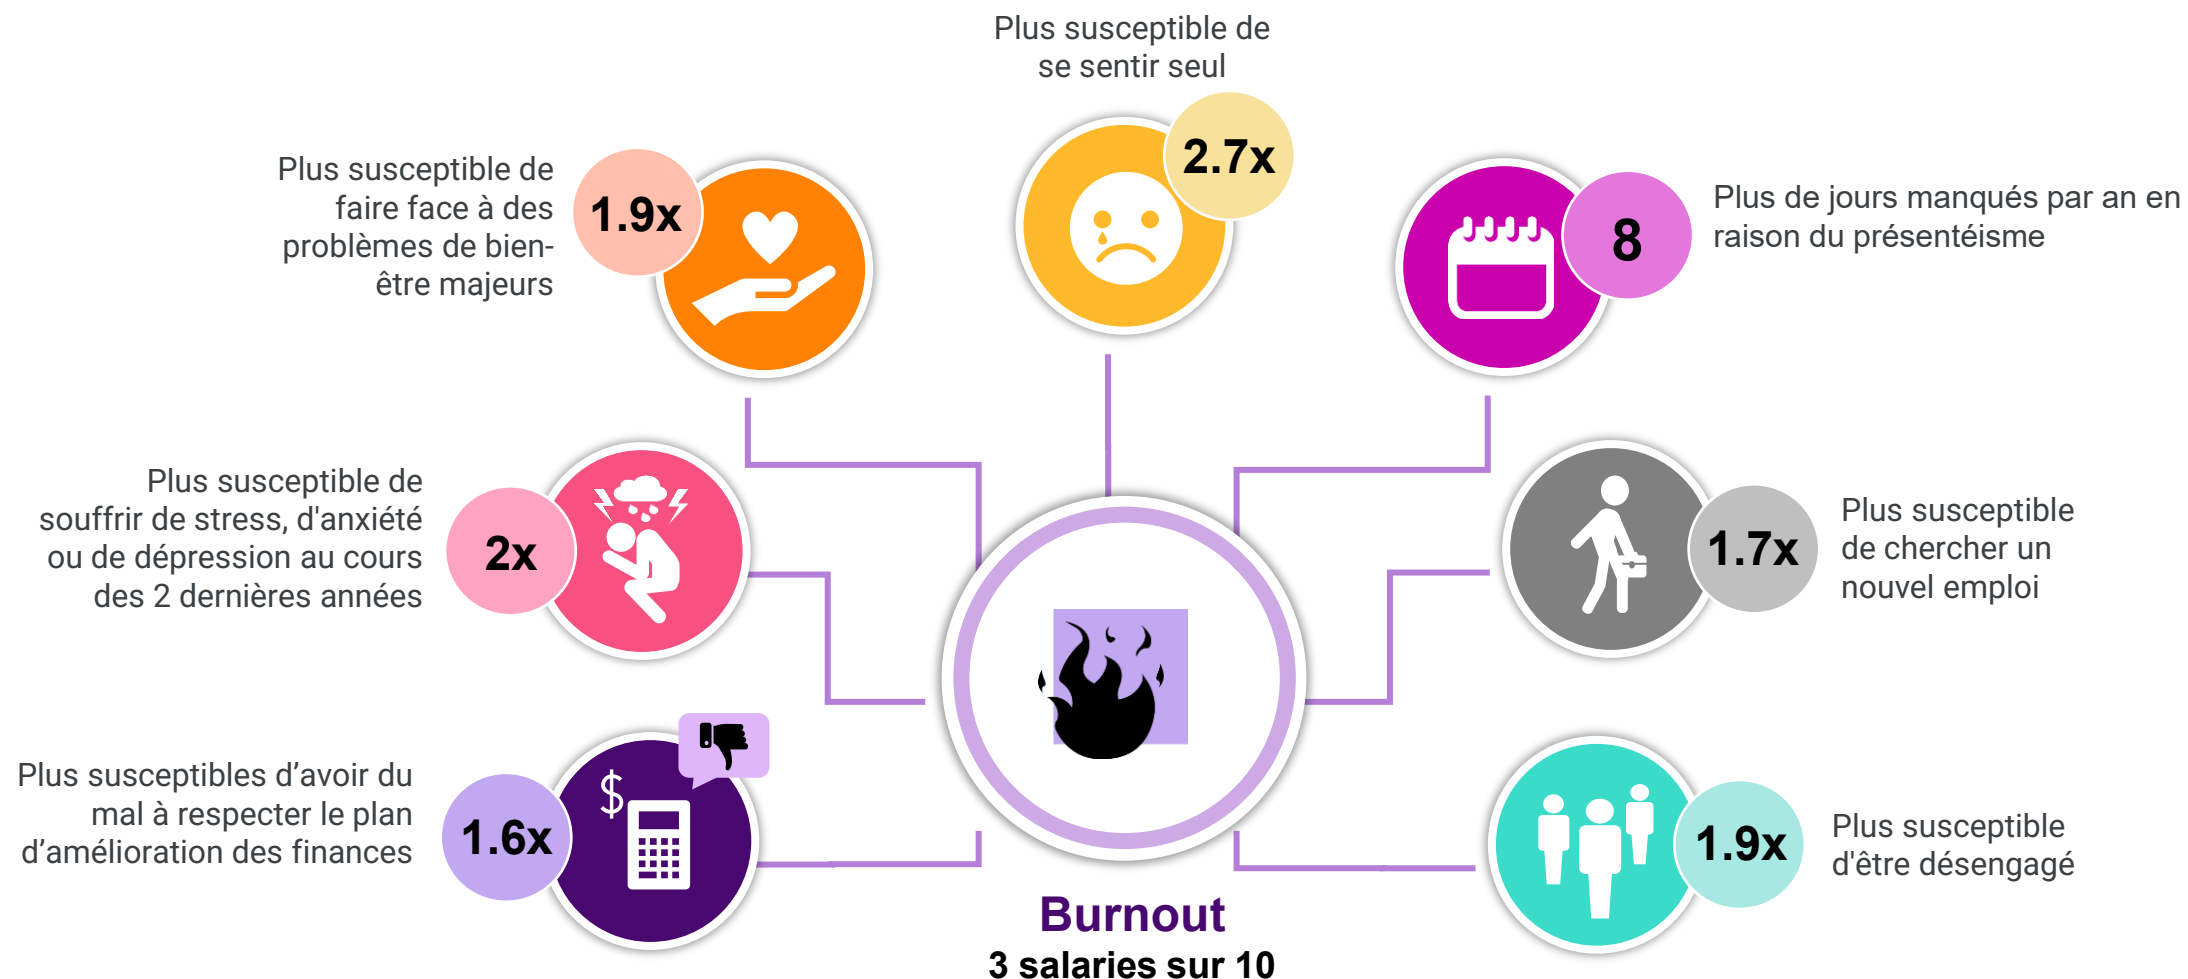 Plus susceptible de
se sentir seul
2.7x
Plus susceptible de
faire face à des
problèmes de bien-
être majeurs
1.9x
8
Plus de jours manqués par an en
raison du présentéisme
Plus susceptible de
souffrir de stress, d'anxiété
ou de dépression au cours
des 2 dernières années
2x
1.7x
Plus susceptible
de chercher un
nouvel emploi
Plus susceptibles d’avoir du
mal à respecter le plan
d’amélioration des finances
1.6x
$
1.9x
Plus susceptible
d'être désengagé
Burnout
3 salaries sur 10